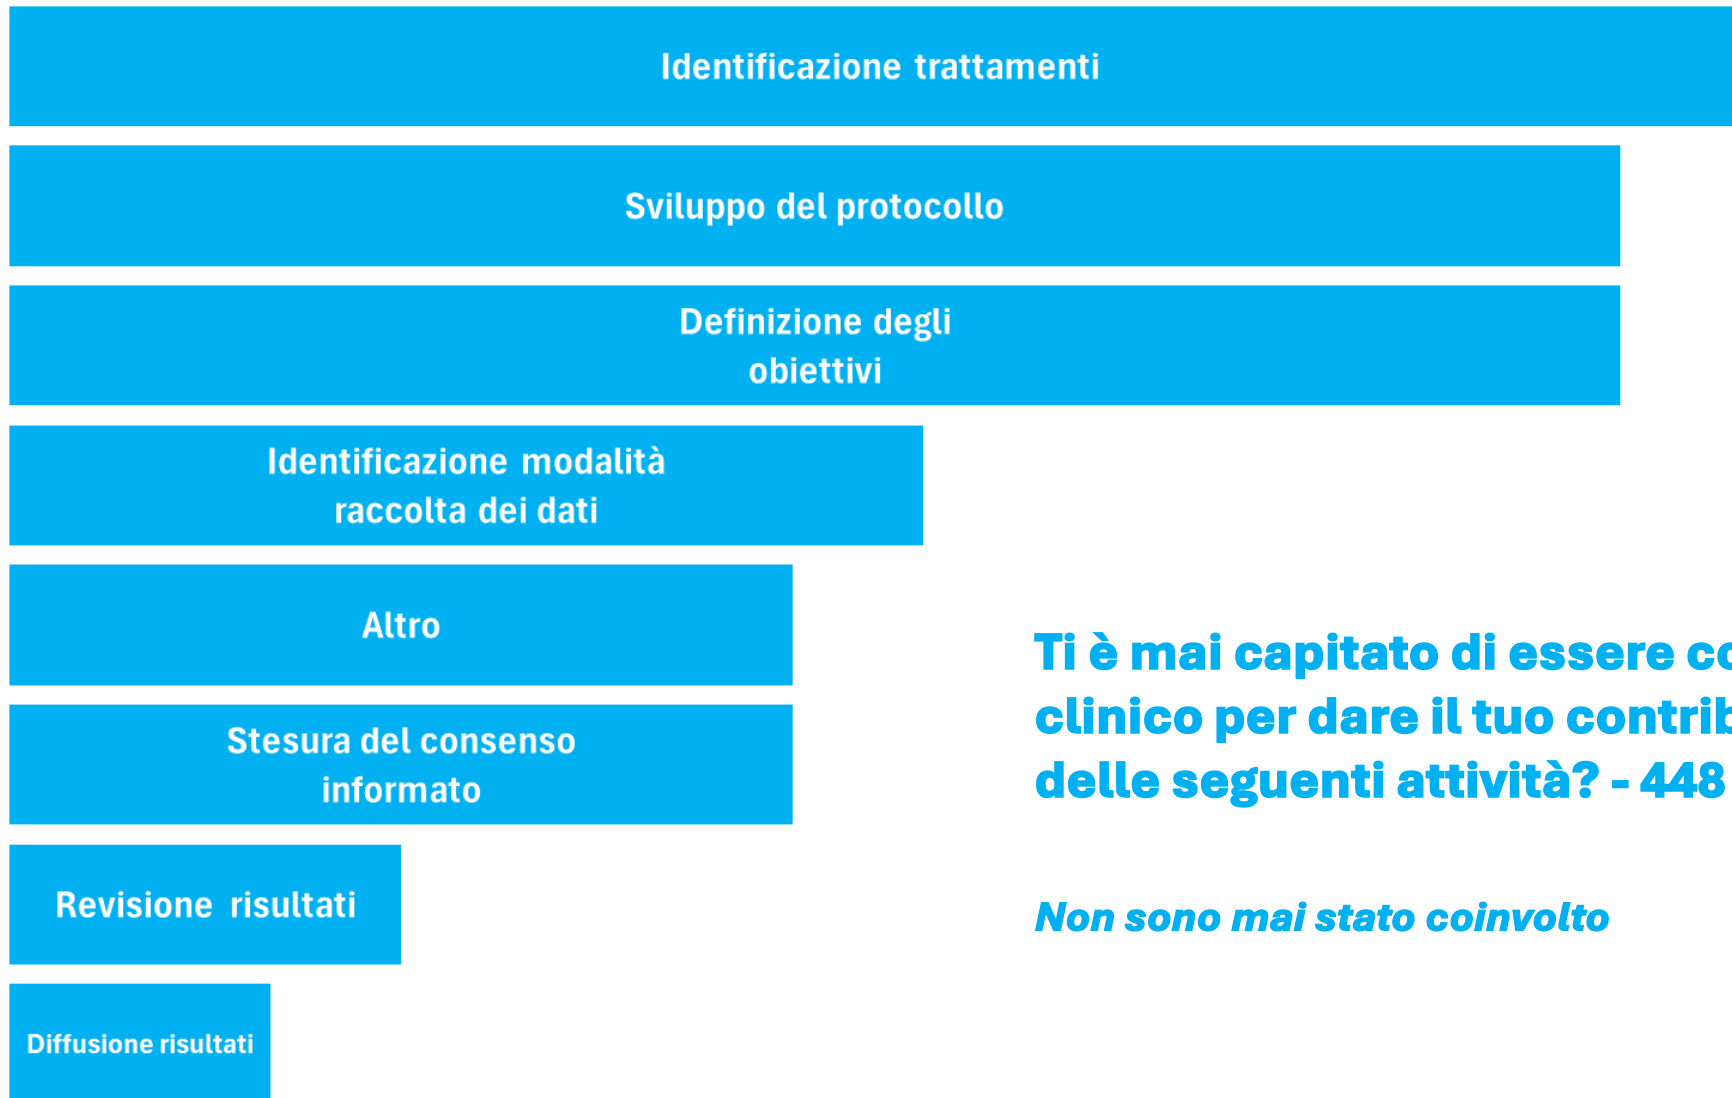 Identificazione trattamenti
Sviluppo del protocollo
Definizione degli
obiettivi
Identificazione modalità
raccolta dei dati
Altro
Stesura del consenso
informato
Revisione risultati
Diffusione risultati
Ti è mai capitato di essere
clinico per dare il tuo
delle seguenti attività? - 448
Non sono mai stato coinvolto